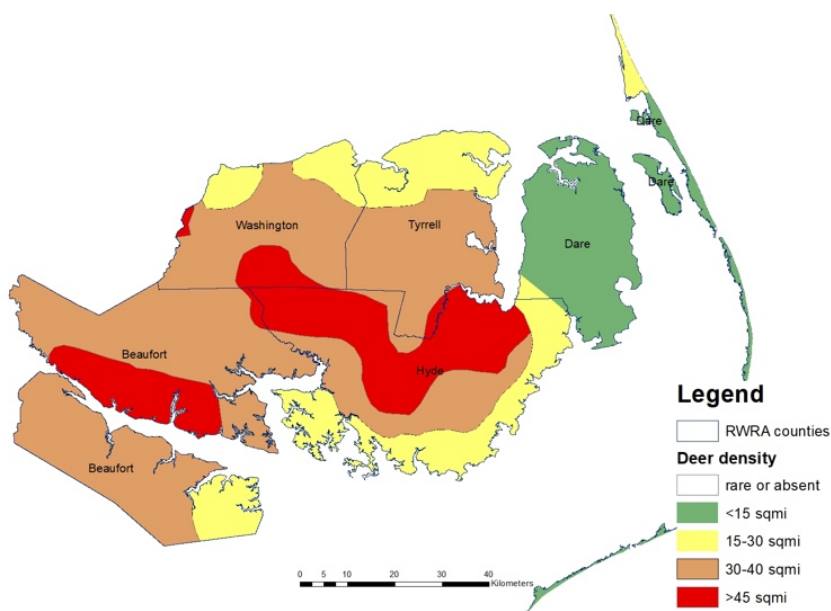 Dare
Dare
Washington
Tyrrell
Dare
Beaufort
Hyde
Beaufort
Legend
RWRA counties
Deer density
rare or absent
<15 sqmi
15-30 sqmi
30-40 sqmi
>45 sqmi
0 5 10 20 30 40
Kilometers